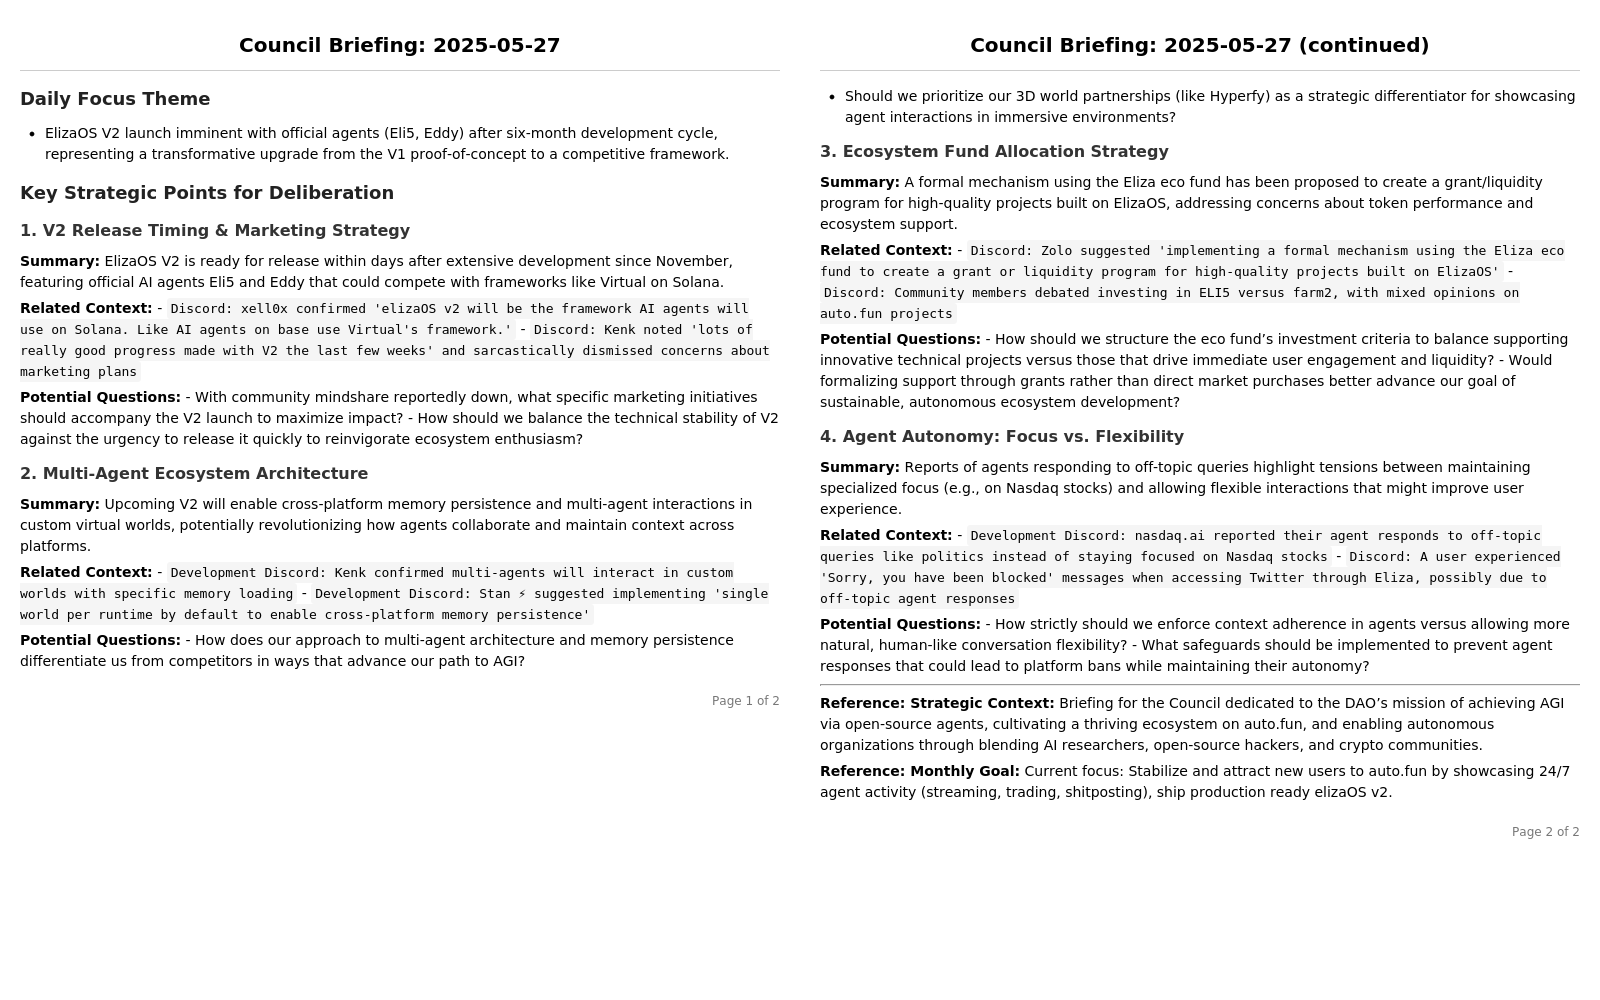 Council Briefing: 2025-05-27
Daily Focus Theme
• ElizaOS V2 launch imminent with official agents (Eli5, Eddy) after six-month development cycle,
representing a transformative upgrade from the V1 proof-of-concept to a competitive framework.
Key Strategic Points for Deliberation
1. V2 Release Timing & Marketing Strategy
Summary: ElizaOS V2 is ready for release within days after extensive development since November,
featuring official AI agents Eli5 and Eddy that could compete with frameworks like Virtual on Solana.
Related Context: - Discord: xell0x confirmed 'elizaOS v2 will be the framework AI agents will
use on Solana. Like AI agents on base use Virtual's framework.' - Discord: Kenk noted 'lots of
really good progress made with V2 the last few weeks' and sarcastically dismissed concerns about
marketing plans
Potential Questions: - With community mindshare reportedly down, what specific marketing initiatives
should accompany the V2 launch to maximize impact? - How should we balance the technical stability of V2
against the urgency to release it quickly to reinvigorate ecosystem enthusiasm?
2. Multi-Agent Ecosystem Architecture
Summary: Upcoming V2 will enable cross-platform memory persistence and multi-agent interactions in
custom virtual worlds, potentially revolutionizing how agents collaborate and maintain context across
platforms.
Related Context: - Development Discord: Kenk confirmed multi-agents will interact in custom
worlds with specific memory loading - Development Discord: Stan ⚡ suggested implementing 'single
world per runtime by default to enable cross-platform memory persistence'
Potential Questions: - How does our approach to multi-agent architecture and memory persistence
differentiate us from competitors in ways that advance our path to AGI?
Page 1 of 2
Council Briefing: 2025-05-27 (continued)
• Should we prioritize our 3D world partnerships (like Hyperfy) as a strategic differentiator for showcasing
agent interactions in immersive environments?
3. Ecosystem Fund Allocation Strategy
Summary: A formal mechanism using the Eliza eco fund has been proposed to create a grant/liquidity
program for high-quality projects built on ElizaOS, addressing concerns about token performance and
ecosystem support.
Related Context: - Discord: Zolo suggested 'implementing a formal mechanism using the Eliza eco
fund to create a grant or liquidity program for high-quality projects built on ElizaOS' -
Discord: Community members debated investing in ELI5 versus farm2, with mixed opinions on
auto.fun projects
Potential Questions: - How should we structure the eco fund’s investment criteria to balance supporting
innovative technical projects versus those that drive immediate user engagement and liquidity? - Would
formalizing support through grants rather than direct market purchases better advance our goal of
sustainable, autonomous ecosystem development?
4. Agent Autonomy: Focus vs. Flexibility
Summary: Reports of agents responding to off-topic queries highlight tensions between maintaining
specialized focus (e.g., on Nasdaq stocks) and allowing flexible interactions that might improve user
experience.
Related Context: - Development Discord: nasdaq.ai reported their agent responds to off-topic
queries like politics instead of staying focused on Nasdaq stocks - Discord: A user experienced
'Sorry, you have been blocked' messages when accessing Twitter through Eliza, possibly due to
off-topic agent responses
Potential Questions: - How strictly should we enforce context adherence in agents versus allowing more
natural, human-like conversation flexibility? - What safeguards should be implemented to prevent agent
responses that could lead to platform bans while maintaining their autonomy?
Reference: Strategic Context: Briefing for the Council dedicated to the DAO’s mission of achieving AGI
via open-source agents, cultivating a thriving ecosystem on auto.fun, and enabling autonomous
organizations through blending AI researchers, open-source hackers, and crypto communities.
Reference: Monthly Goal: Current focus: Stabilize and attract new users to auto.fun by showcasing 24/7
agent activity (streaming, trading, shitposting), ship production ready elizaOS v2.
Page 2 of 2